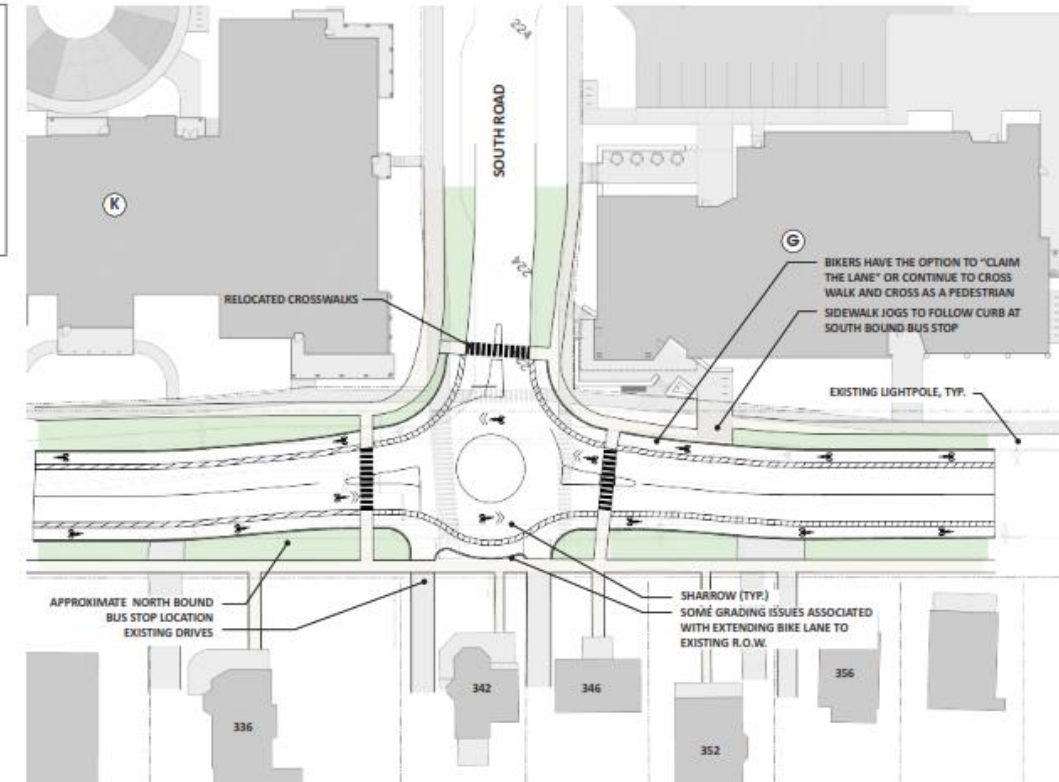 224
SOUTH ROAD
K
G
224
BIKERS HAVE THE OPTION TO "CLAIM
THE LANE" OR CONTINUE TO CROSS
WALK AND CROSS AS A PEDESTRIAN
RELOCATED CROSSWALKS
SIDEWALK JOGS TO FOLLOW CURB AT
SOUTH BOUND BUS STOP
EXISTING LIGHTPOLE, TYP.
APPROXIMATE NORTH BOUND
BUS STOP LOCATION
EXISTING DRIVES
SHARROW (TYP.)
SOME GRADING ISSUES ASSOCIATED
WITH EXTENDING BIKE LANE TO
EXISTING R.O.W.
336
342
346
352
356